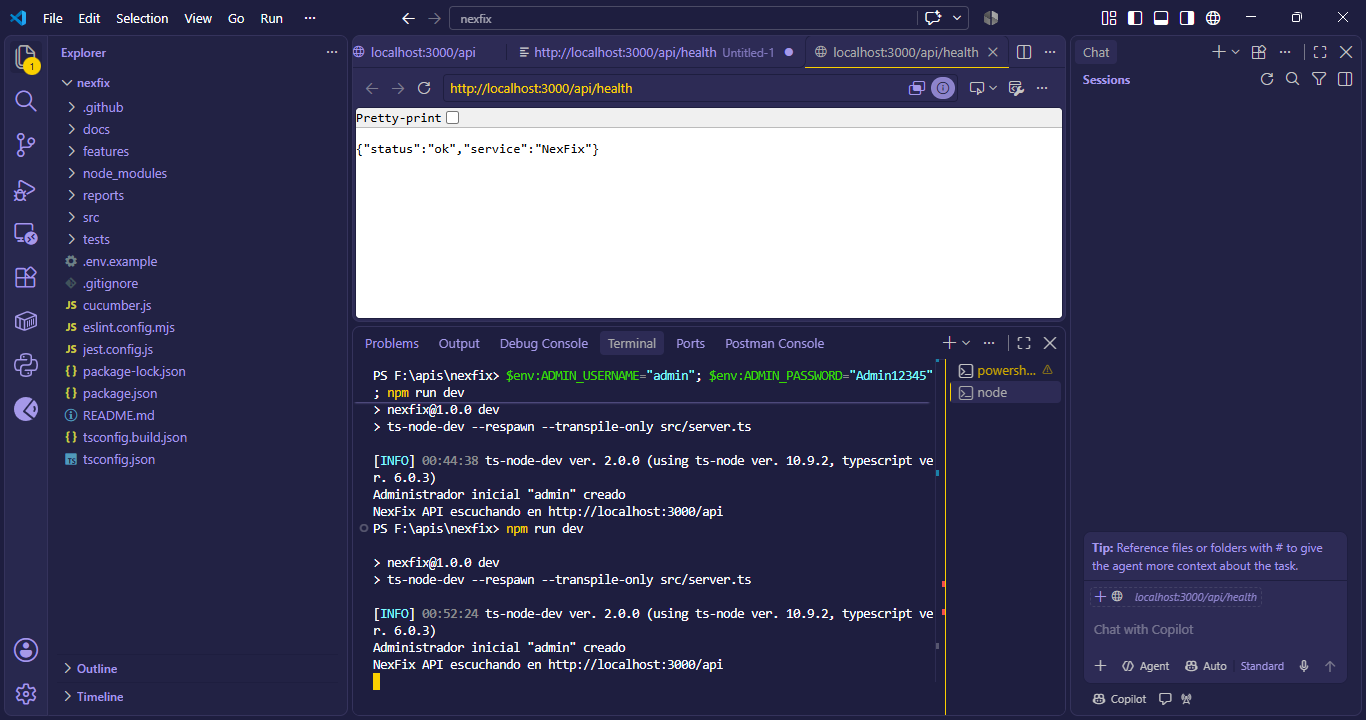 File Edit Selection View Go Run ···
nexfix
Explorer
nexfix
.github
docs
features
node_modules
reports
src
tests
.env.example
.gitignore
JS cucumber.js
JS eslint.config.mjs
JS jest.config.js
{} package-lock.json
{} package.json
README.md
{} tsconfig.build.json
TS tsconfig.json
Outline
Timeline
1
localhost:3000/api
http://localhost:3000/api/health Untitled-1
localhost:3000/api/health
http://localhost:3000/api/health
Pretty-print
{"status":"ok","service":"NexFix"}
Problems Output Debug Console Terminal Ports Postman Console
PS F:\apis\nexfix> $env:ADMIN_USERNAME="admin"; $env:ADMIN_PASSWORD="Admin12345"
; npm run dev
> nexfix@1.0.0 dev
> ts-node-dev --respawn --transpile-only src/server.ts
[INFO] 00:44:38 ts-node-dev ver. 2.0.0 (using ts-node ver. 10.9.2, typescript ve
r. 6.0.3)
Administrador inicial "admin" creado
NexFix API escuchando en http://localhost:3000/api
PS F:\apis\nexfix> npm run dev
> nexfix@1.0.0 dev
> ts-node-dev --respawn --transpile-only src/server.ts
[INFO] 00:52:24 ts-node-dev ver. 2.0.0 (using ts-node ver. 10.9.2, typescript ve
r. 6.0.3)
Administrador inicial "admin" creado
NexFix API escuchando en http://localhost:3000/api
powersh...
node
Chat
Sessions
Tip: Reference files or folders with # to give
the agent more context about the task.
localhost:3000/api/health
Chat with Copilot
Agent Auto Standard
Copilot